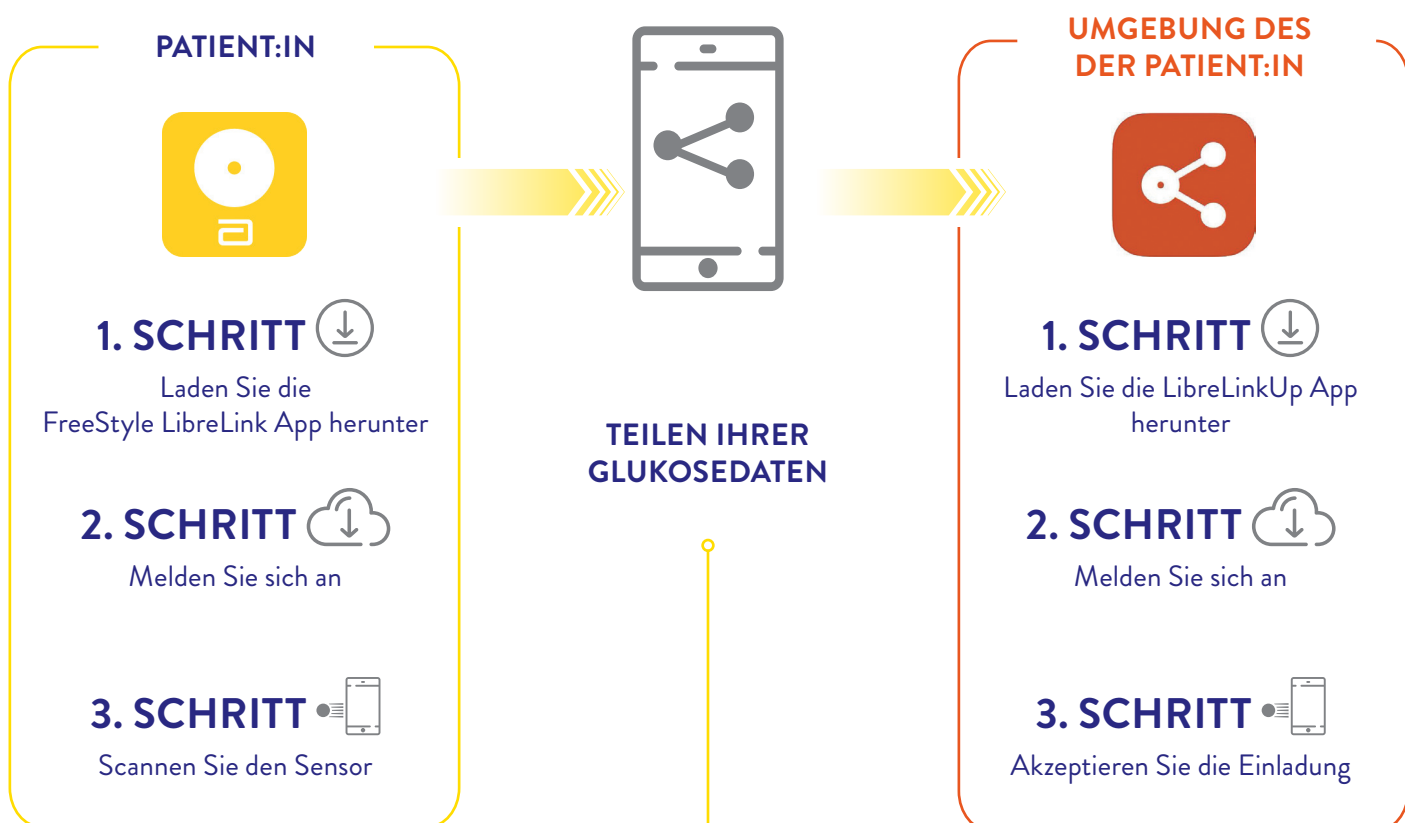 PATIENT:IN
1. SCHRITT
Laden Sie die
FreeStyle LibreLink App herunter
2. SCHRITT
Melden Sie sich an
3. SCHRITT
Scannen Sie den Sensor
TEILEN IHRER
GLUKOSEDATEN
UMGEBUNG DES
DER PATIENT:IN
1. SCHRITT
Laden Sie die LibreLinkUp App
herunter
2. SCHRITT
Melden Sie sich an
3. SCHRITT
Akzeptieren Sie die Einladung